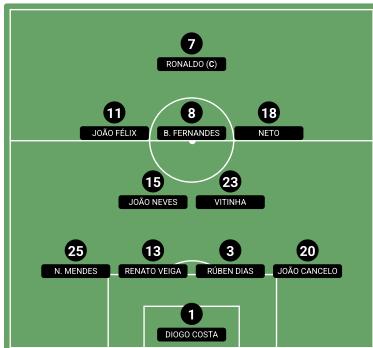 7
RONALDO (C)
11 8 18
JOÃO FÉLIX B. FERNANDES NETO
15 23
JOÃO NEVES VITINHA
25 13 3 20
N. MENDES RENATO VEIGA RÚBEN DIAS JOÃO CANCELO
1
DIOGO COSTA